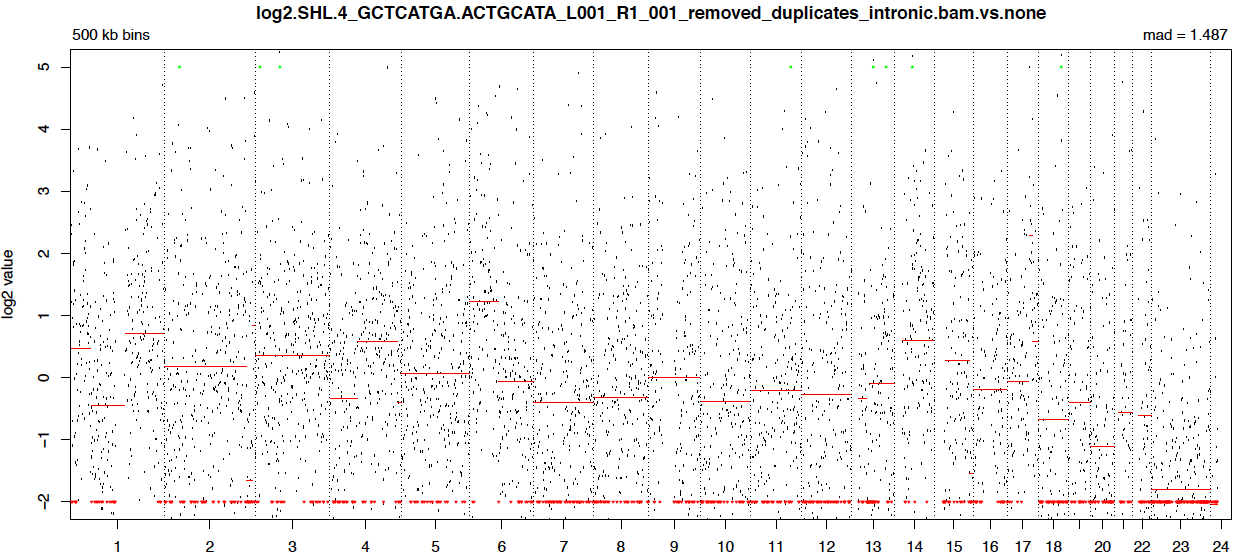 log2.SHL.4_GCTCATGA.ACTGCATA_L001_R1_001_removed_duplicates_intronic.bam.vs.none
500 kb bins
mad = 1.487
log2 value
5
4
3
2
1
0
−1
−2
1 2 3 4 5 6 7 8 9 10 11 12 13 14 15 16 17 18 20 21 22 23 24